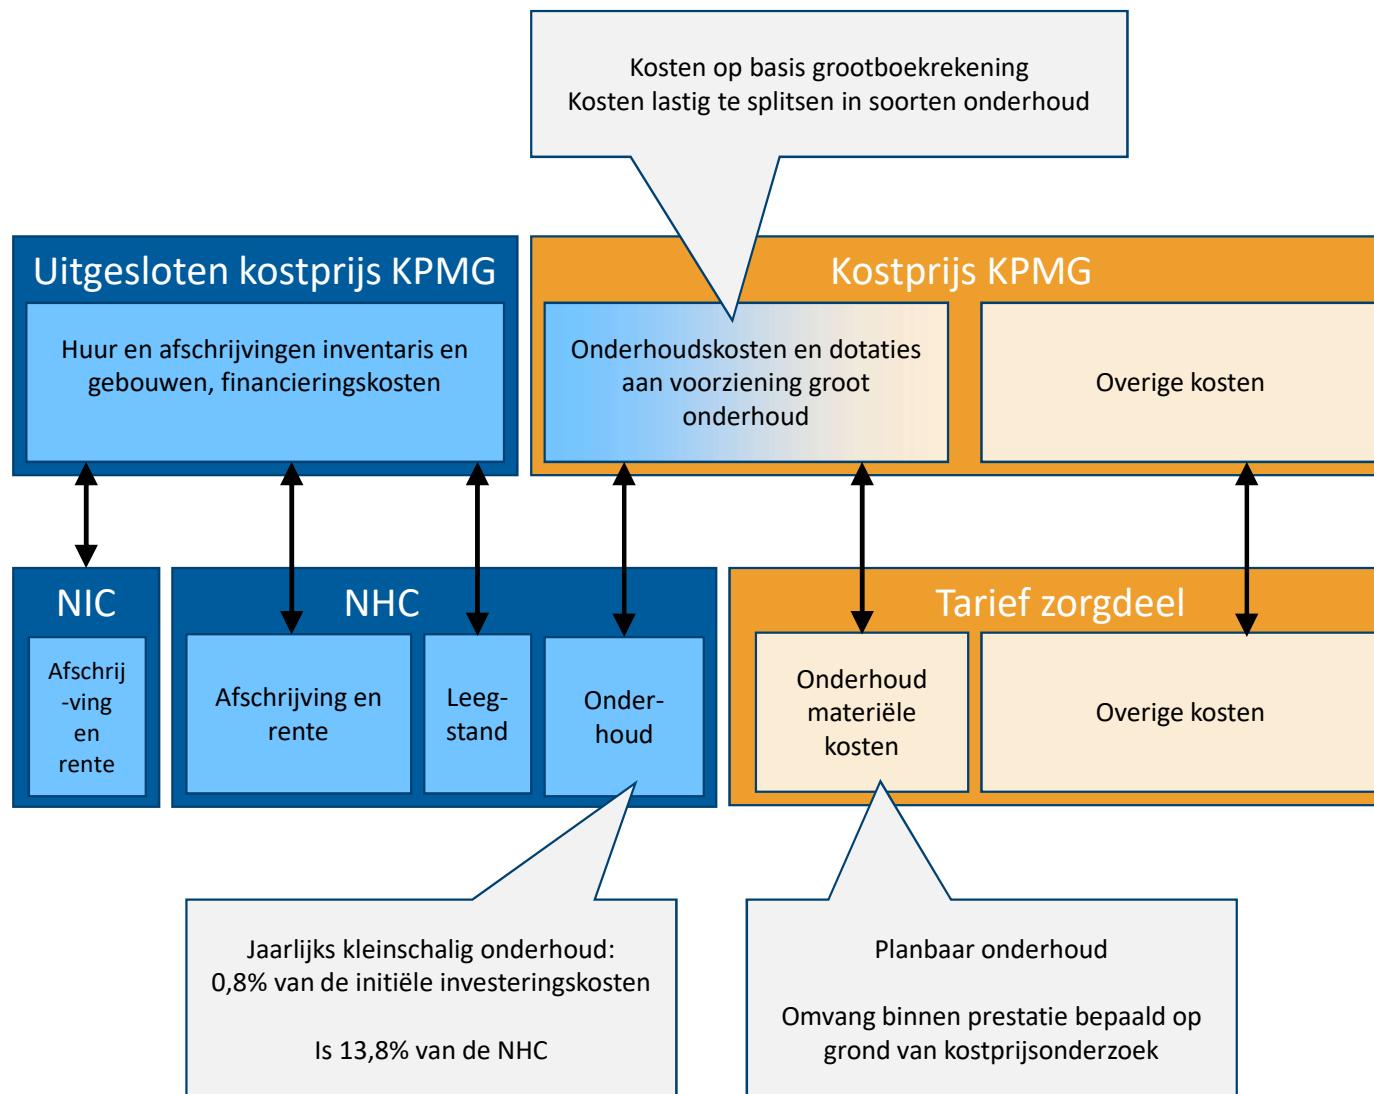 Kosten op basis grootboekrekening
Kosten lastig te splitsen in soorten onderhoud
Uitgesloten kostprijs KPMG
Huur en afschrijvingen inventaris en
gebouwen, financieringskosten
Kostprijs KPMG
Onderhoudskosten en dotaties
aan voorziening groot
onderhoud
Overige kosten
NIC
Afschrij
-ving
en
rente
NHC
Afschrijving en
rente
Leeg-
stand
Onder-
houd
Tarief zorgdeel
Onderhoud
materiële
kosten
Overige kosten
Jaarlijks kleinschalig onderhoud:
0,8% van de initiële investeringskosten
Is 13,8% van de NHC
Planbaar onderhoud
Omvang binnen prestatie bepaald op
grond van kostprijsonderzoek